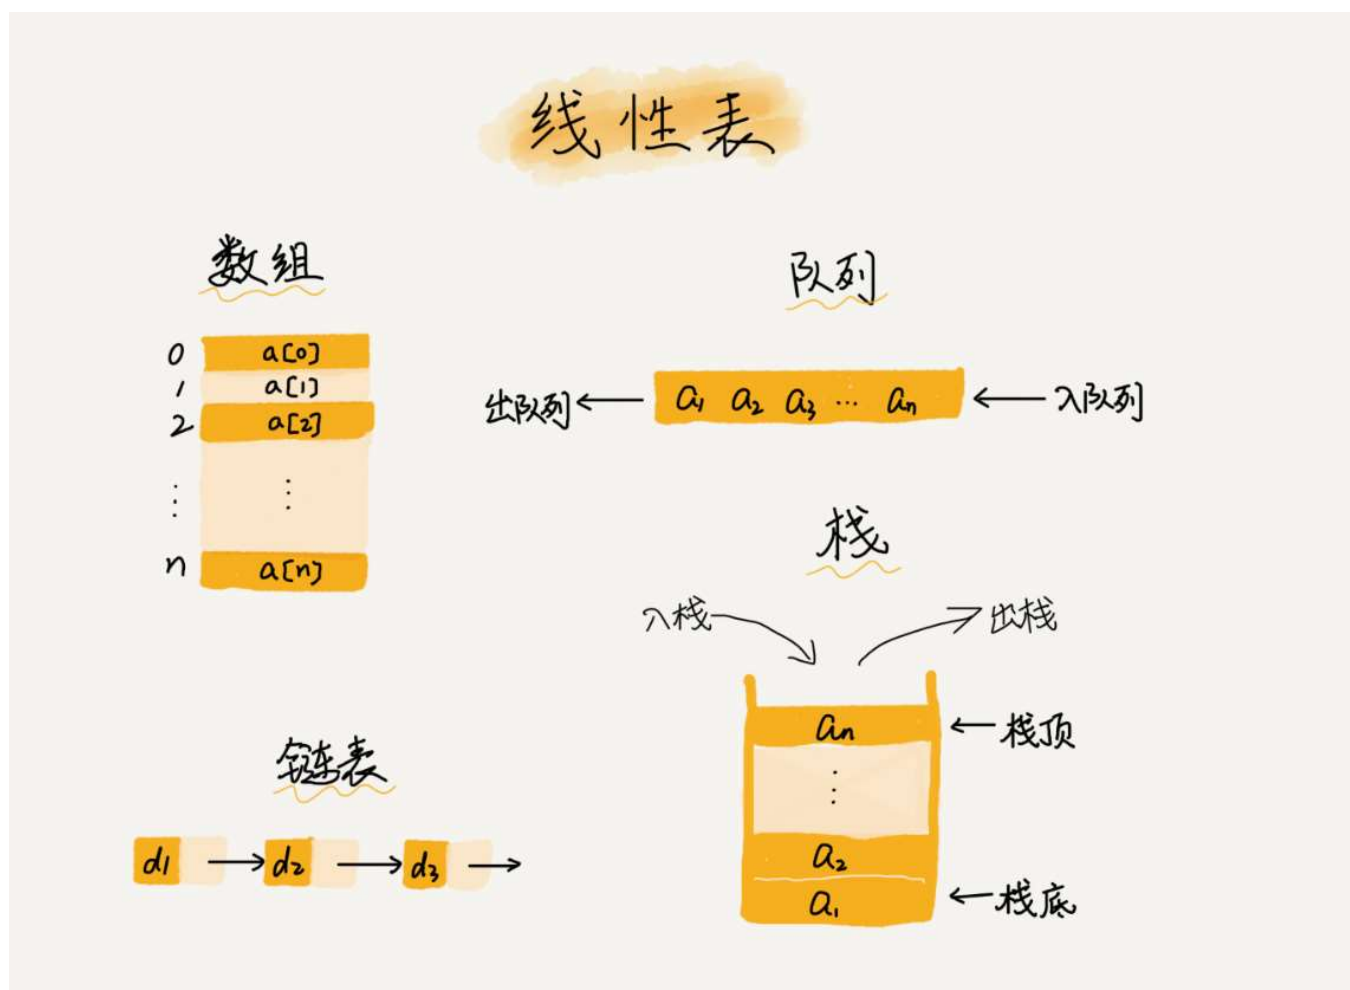 线性表
数组
0 a[0]
1 a[1]
2 a[2]
⋮ ⋮
n a[n]
队列
出队列 a₁ a₂ a₃ … aₙ 入队列
栈
入栈 出栈
aₙ 栈顶
⋮
a₂
a₁ 栈底
链表
d₁ d₂ d₃